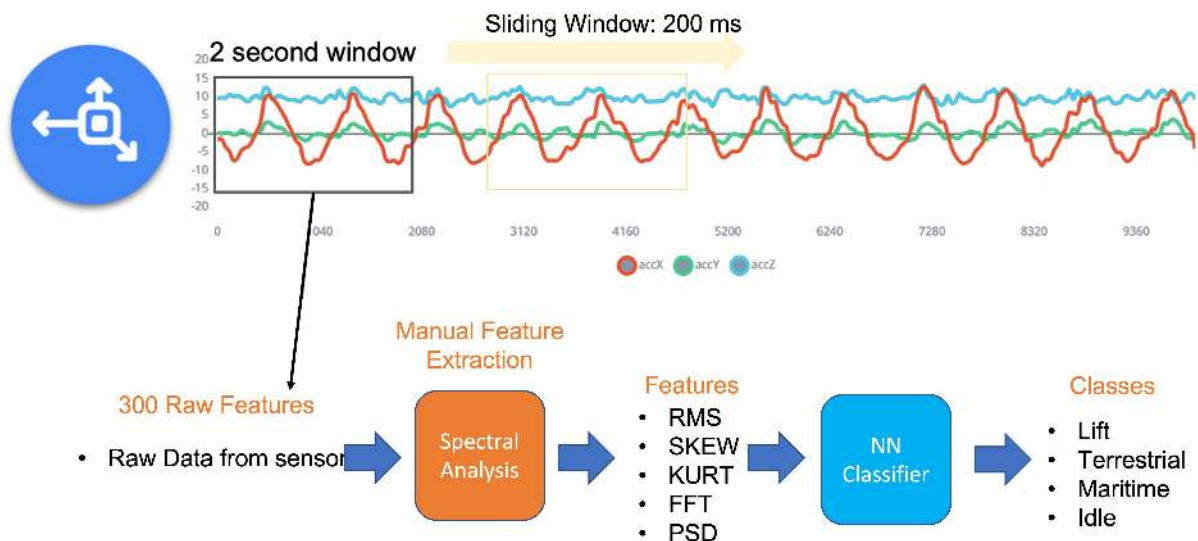 Sliding Window: 200 ms
2 second window
20
15
10
5
0
-5
-10
-15
-20
0 040 2080 3120 4160 5200 6240 7280 8320 9360
accX accY accZ
Manual Feature
Extraction
300 Raw Features
• Raw Data from sensor
Spectral
Analysis
Features
• RMS
• SKEW
• KURT
• FFT
• PSD
NN
Classifier
Classes
• Lift
• Terrestrial
• Maritime
• Idle